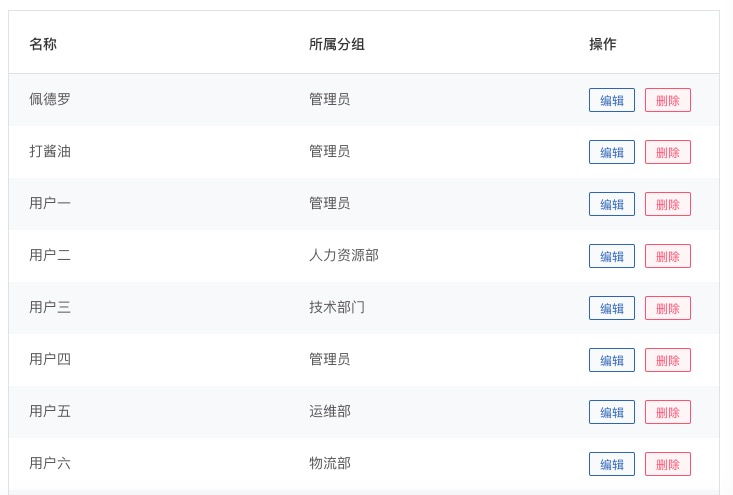 名称 所属分组 操作
佩德罗 管理员 编辑 删除
打酱油 管理员 编辑 删除
用户一 管理员 编辑 删除
用户二 人力资源部 编辑 删除
用户三 技术部门 编辑 删除
用户四 管理员 编辑 删除
用户五 运维部 编辑 删除
用户六 物流部 编辑 删除